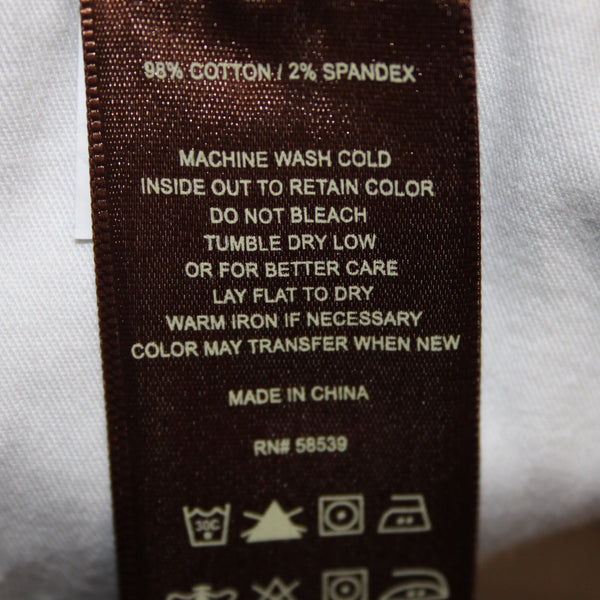 98% COTTON / 2% SPANDEX
MACHINE WASH COLD
INSIDE OUT TO RETAIN COLOR
DO NOT BLEACH
TUMBLE DRY LOW
OR FOR BETTER CARE
LAY FLAT TO DRY
WARM IRON IF NECESSARY
COLOR MAY TRANSFER WHEN NEW
MADE IN CHINA
RN# 58539
30C